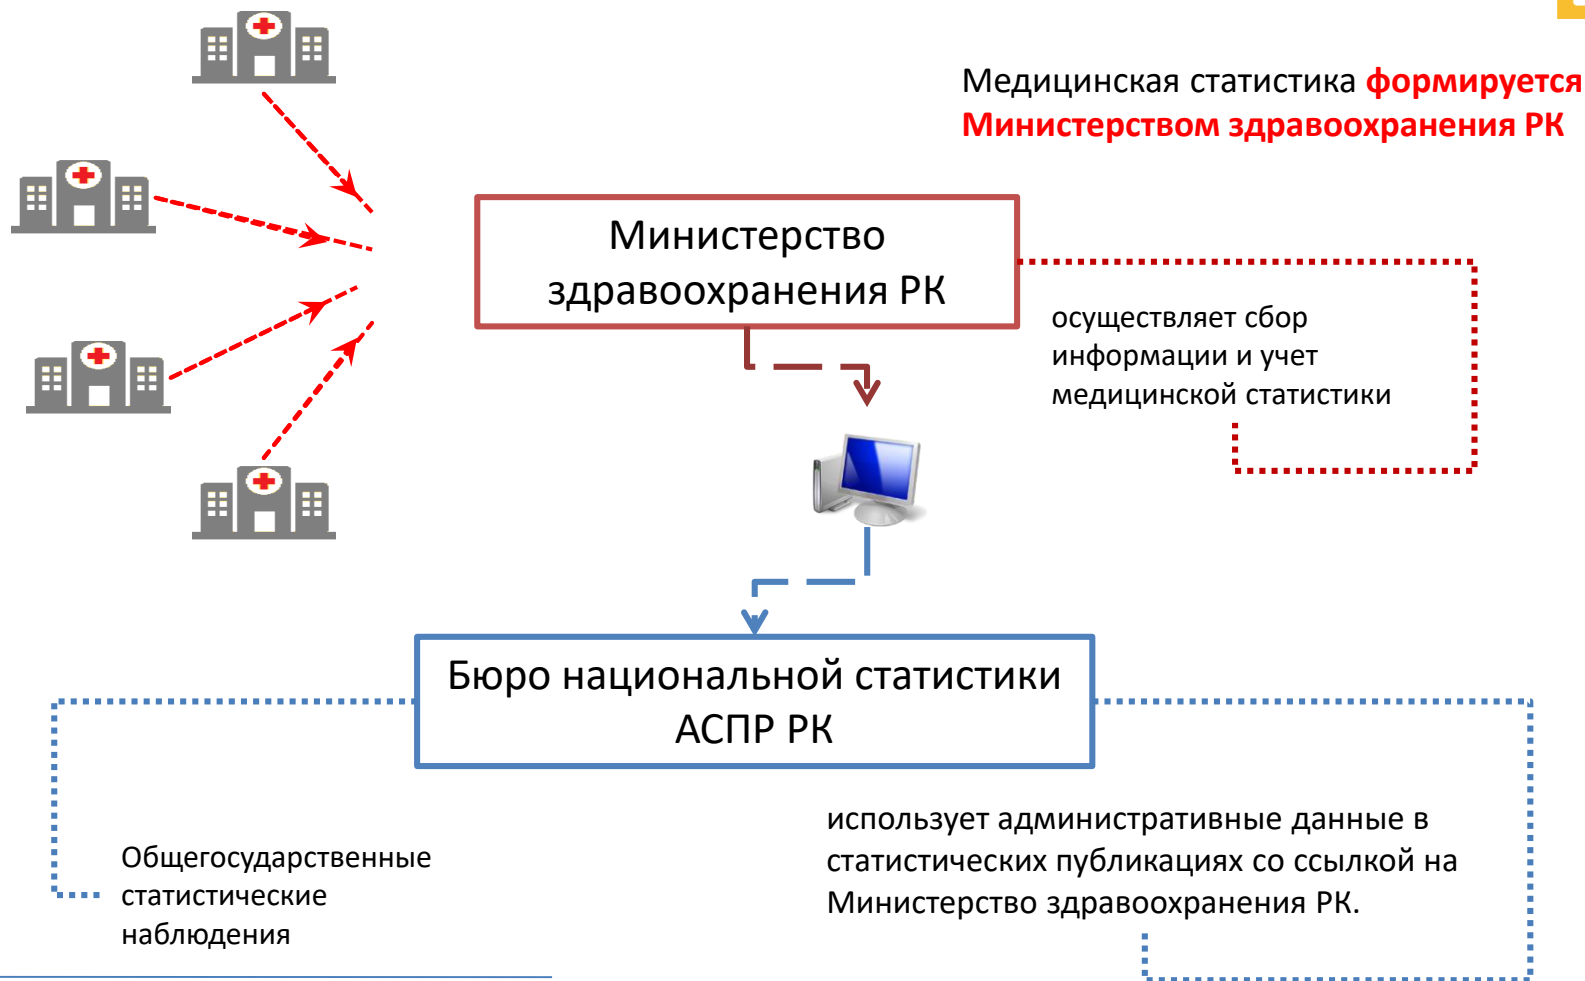 Медицинская статистика формируется
Министерством здравоохранения РК
Министерство
здравоохранения РК
осуществляет сбор
информации и учет
медицинской статистики
Бюро национальной статистики
АСПР РК
Общегосударственные
статистические
наблюдения
использует административные данные в
статистических публикациях со ссылкой на
Министерство здравоохранения РК.